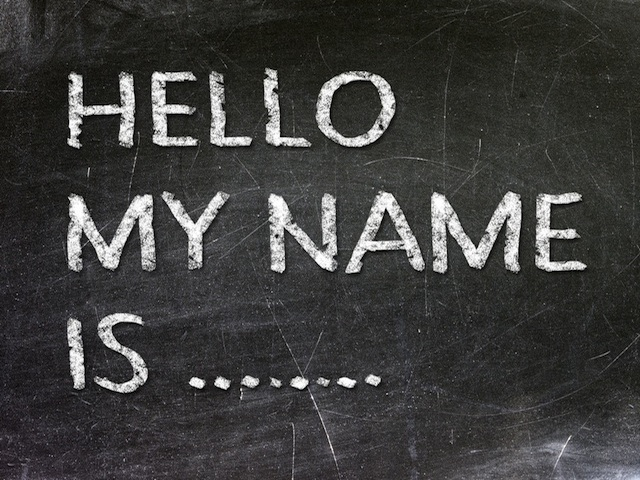 HELLO
MY NAME
IS ........